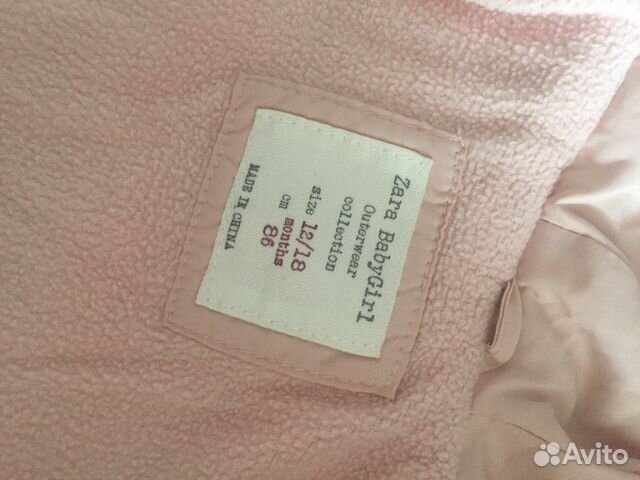 Zara BabyGirl
Outerwear
collection
size 12/18 months
cm 86
MADE IN CHINA
Avito